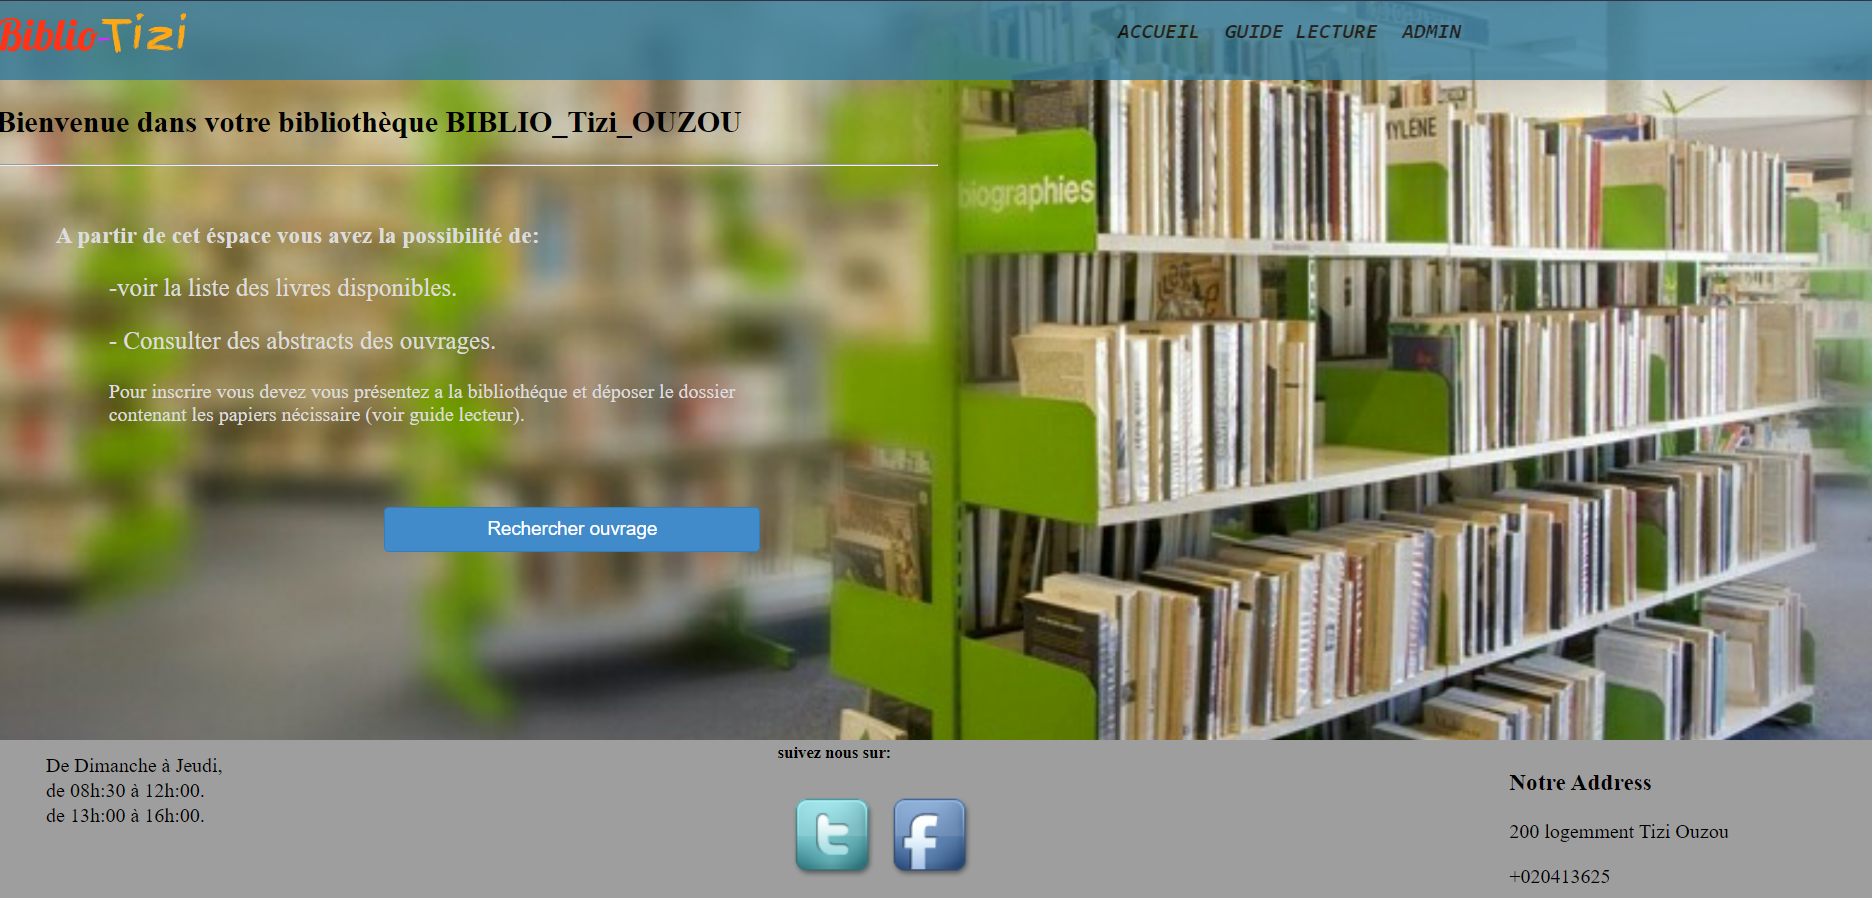 Biblio-Tizi
ACCUEIL GUIDE LECTURE ADMIN
Bienvenue dans votre bibliothèque BIBLIO_Tizi_OUZOU
MYLÈNE
biographies
A partir de cet éspace vous avez la possibilité de:
-voir la liste des livres disponibles.
- Consulter des abstracts des ouvrages.
Pour inscrire vous devez vous présentez a la bibliothéque et déposer le dossier
contenant les papiers nécissaire (voir guide lecteur).
Rechercher ouvrage
De Dimanche à Jeudi,
de 08h:30 à 12h:00.
de 13h:00 à 16h:00.
suivez nous sur:
Notre Address
200 logemment Tizi Ouzou
+020413625